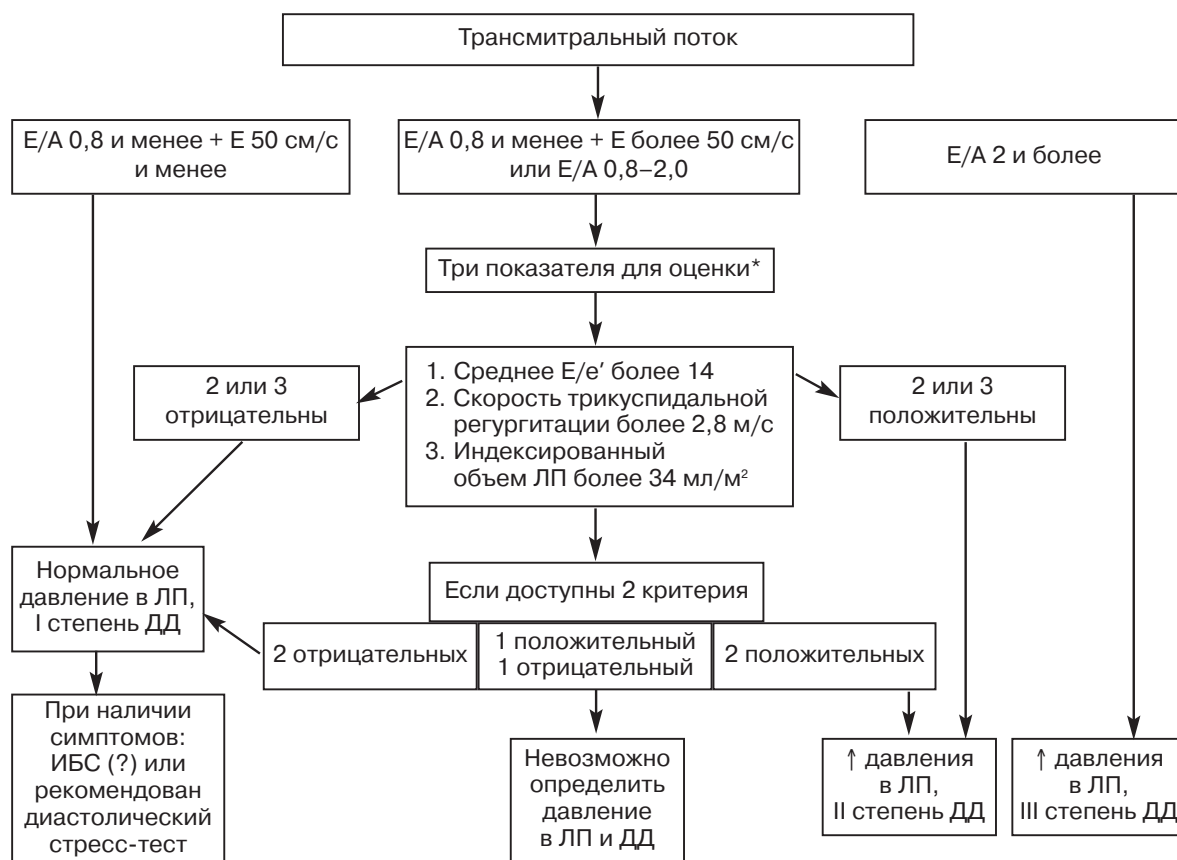 Трансмитральный поток
E/A 0,8 и менее + E 50 см/с
и менее
E/A 0,8 и менее + E более 50 см/с
или E/A 0,8–2,0
E/A 2 и более
Три показателя для оценки*
2 или 3
отрицательны
1. Среднее E/e′ более 14
2. Скорость трикуспидальной
регургитации более 2,8 м/с
3. Индексированный
объем ЛП более 34 мл/м²
2 или 3
положительны
Нормальное
давление в ЛП,
I степень ДД
Если доступны 2 критерия
2 отрицательных
1 положительный
1 отрицательный
2 положительных
При наличии
симптомов:
ИБС (?) или
рекомендован
диастолический
стресс-тест
Невозможно
определить
давление
в ЛП и ДД
↑ давления
в ЛП,
II степень ДД
↑ давления
в ЛП,
III степень ДД